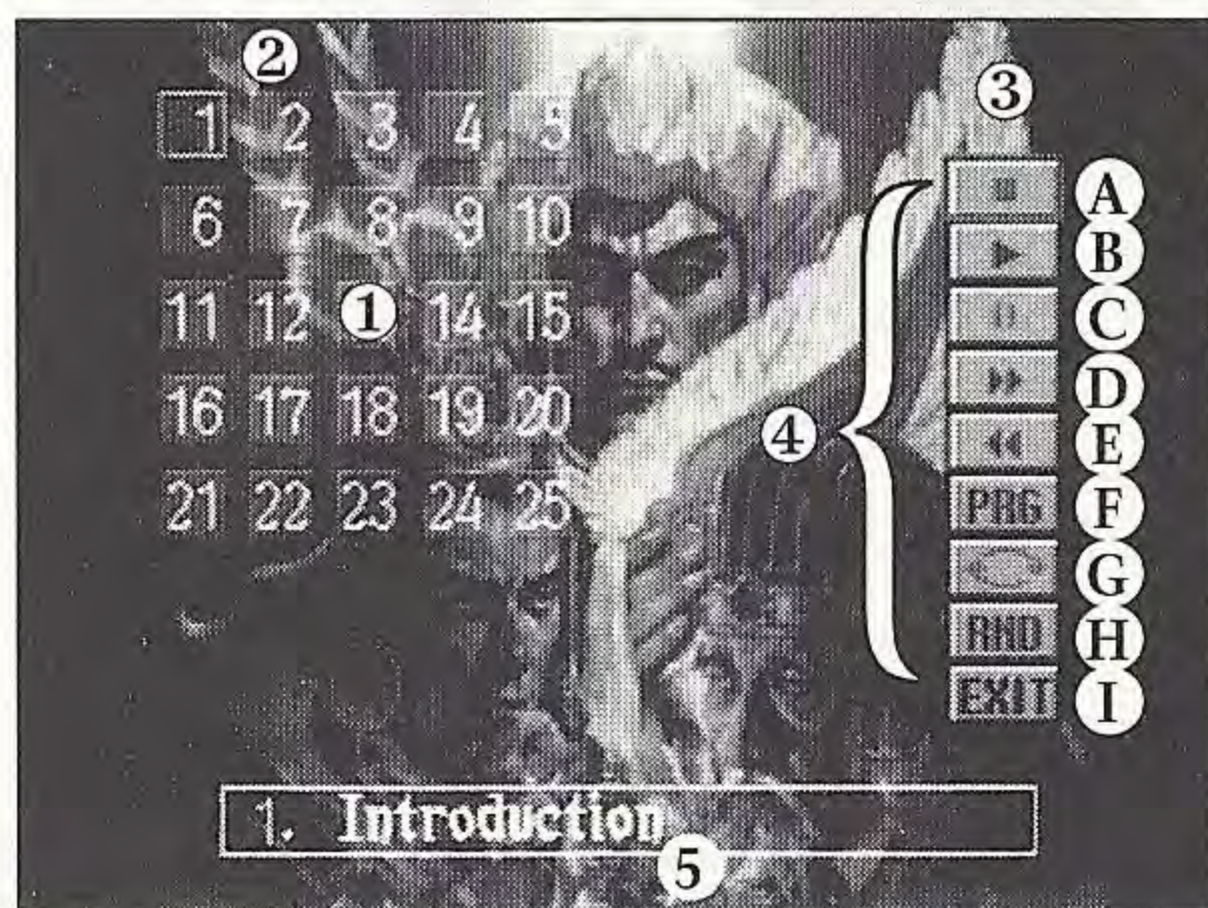 ② ③
1 2 3 4 5
6 7 8 9 10
11 12 ① 14 15
16 17 18 19 20
21 22 23 24 25
④
A
B
C
D
E
PRG F
G
RND H
EXIT I
1. Introduction
⑤